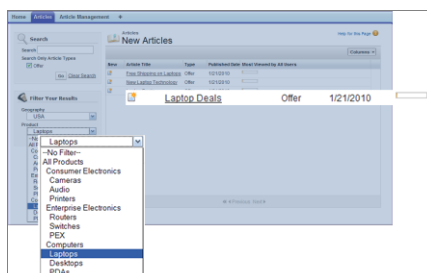 Home Articles Article Management +
Search
Search
Search Only Article Types
Offer
Go Clear Search
Filter Your Results
Geography
USA
Product
Laptops
Articles
New Articles
Help for this Page
Columns
New Article Title Type Published Date Most Viewed by All Users
Free Shipping on Laptops Offer 1/21/2010
New Laptop Technology Offer 1/21/2010
Laptop Deals Offer 1/21/2010
Laptops
--No Filter--
All Products
Consumer Electronics
Cameras
Audio
Printers
Enterprise Electronics
Routers
Switches
PEX
Computers
Laptops
Desktops
PDAs